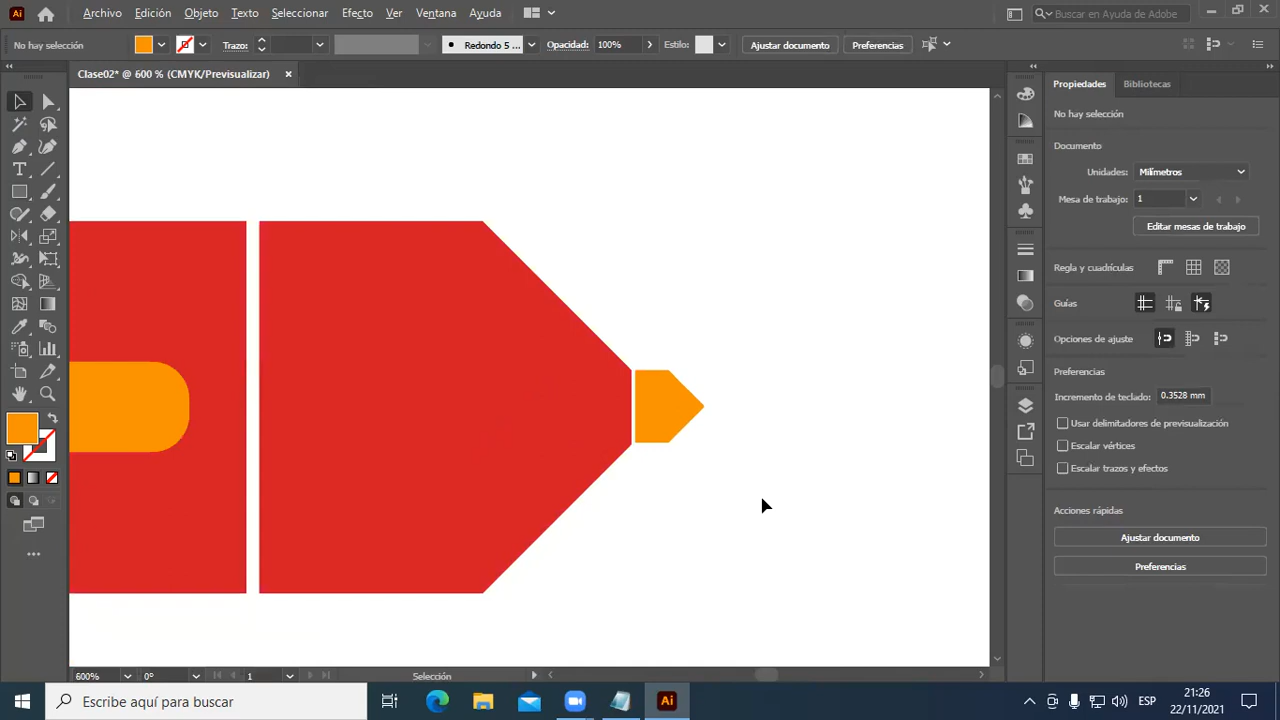 Ai
Archivo Edición Objeto Texto Seleccionar Efecto Ver Ventana Ayuda
Buscar en Ayuda de Adobe
No hay selección
Trazo:
Redondo 5 ...
Opacidad: 100%
Estilo:
Ajustar documento
Preferencias
Clase02* @ 600 % (CMYK/Previsualizar)
Propiedades
Bibliotecas
No hay selección
Documento
Unidades: Milímetros
Mesa de trabajo: 1
Editar mesas de trabajo
Regla y cuadrículas
Guías
Opciones de ajuste
Preferencias
Incremento de teclado: 0.3528 mm
Usar delimitadores de previsualización
Escalar vértices
Escalar trazos y efectos
Acciones rápidas
Ajustar documento
Preferencias
600% 0° 1 Selección
Escribe aquí para buscar
Ai
ESP
21:26
22/11/2021